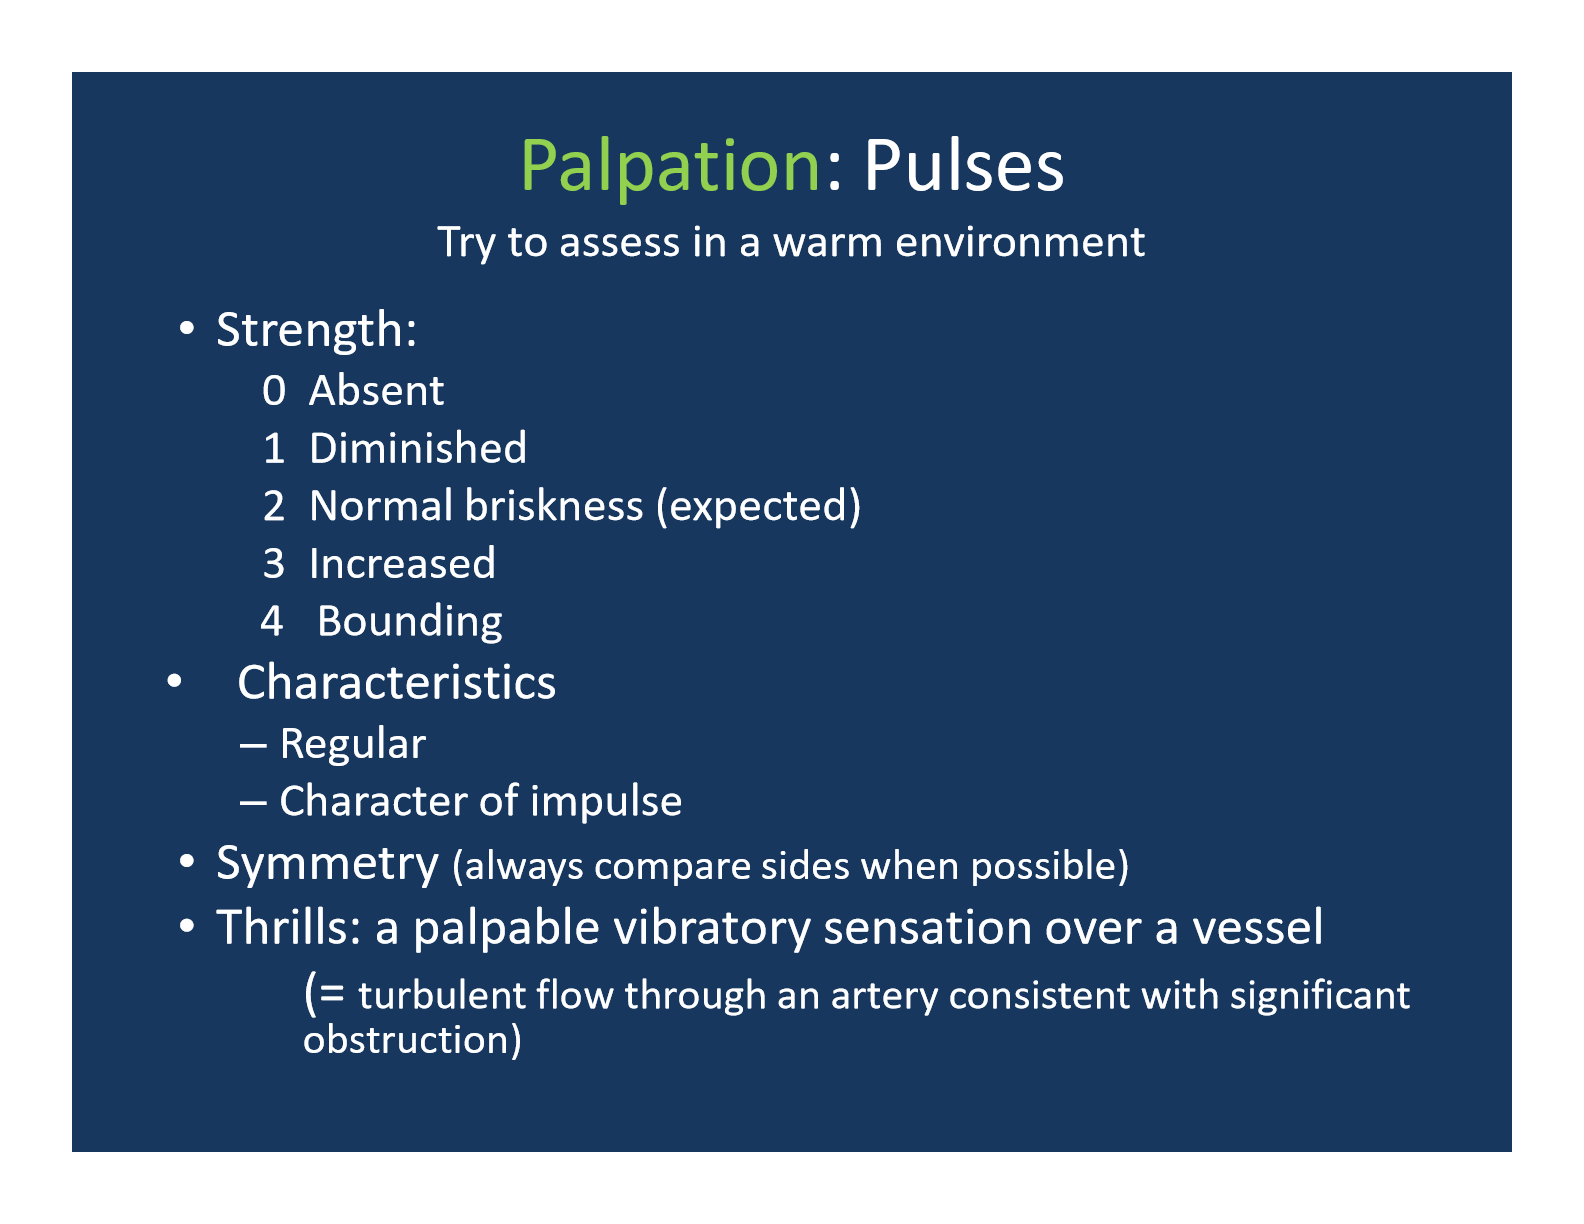 Palpation: Pulses
Try to assess in a warm environment
• Strength:
0 Absent
1 Diminished
2 Normal briskness (expected)
3 Increased
4 Bounding
• Characteristics
– Regular
– Character of impulse
• Symmetry (always compare sides when possible)
• Thrills: a palpable vibratory sensation over a vessel
(= turbulent flow through an artery consistent with significant
obstruction)